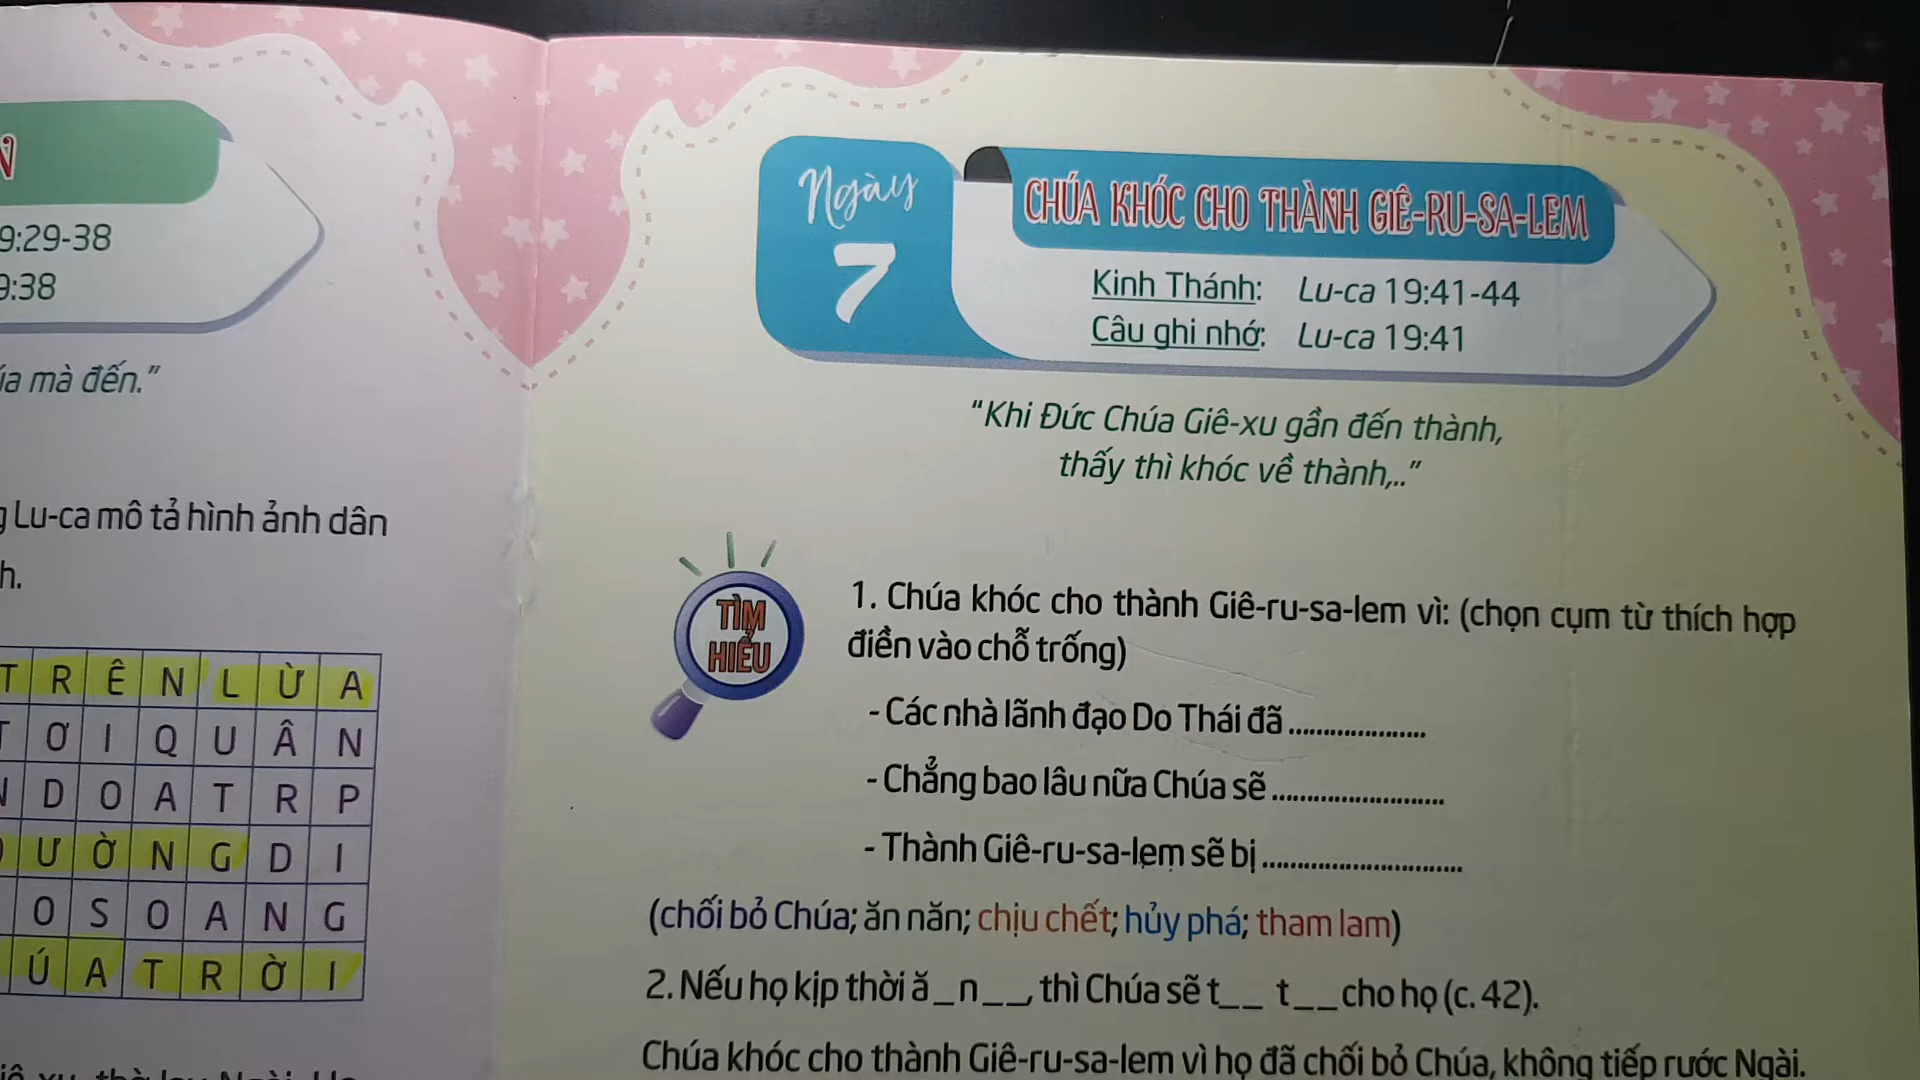 N
9:29-38
9:38
mà đến."
Lu-ca mô tả hình ảnh dân
h.
T R Ê N L Ừ A
T Ơ I Q U Â N
D O A T R P
Ư Ờ N G D I
O S O A N G
Ú A T R Ờ I
Ngày
7
CHÚA KHÓC CHO THÀNH GIÊ-RU-SA-LEM
Kinh Thánh: Lu-ca 19:41-44
Câu ghi nhớ: Lu-ca 19:41
"Khi Đức Chúa Giê-xu gần đến thành,
thấy thì khóc về thành,.."
TÌM
HIỂU
1. Chúa khóc cho thành Giê-ru-sa-lem vì: (chọn cụm từ thích hợp
điền vào chỗ trống)
- Các nhà lãnh đạo Do Thái đã ....................
- Chẳng bao lâu nữa Chúa sẽ .........................
- Thành Giê-ru-sa-lem sẽ bị .............................
(chối bỏ Chúa; ăn năn; chịu chết; hủy phá; tham lam)
2. Nếu họ kịp thời ă_n__, thì Chúa sẽ t__ t__cho họ (c. 42).
Chúa khóc cho thành Giê-ru-sa-lem vì họ đã chối bỏ Chúa, không tiếp rước Ngài.